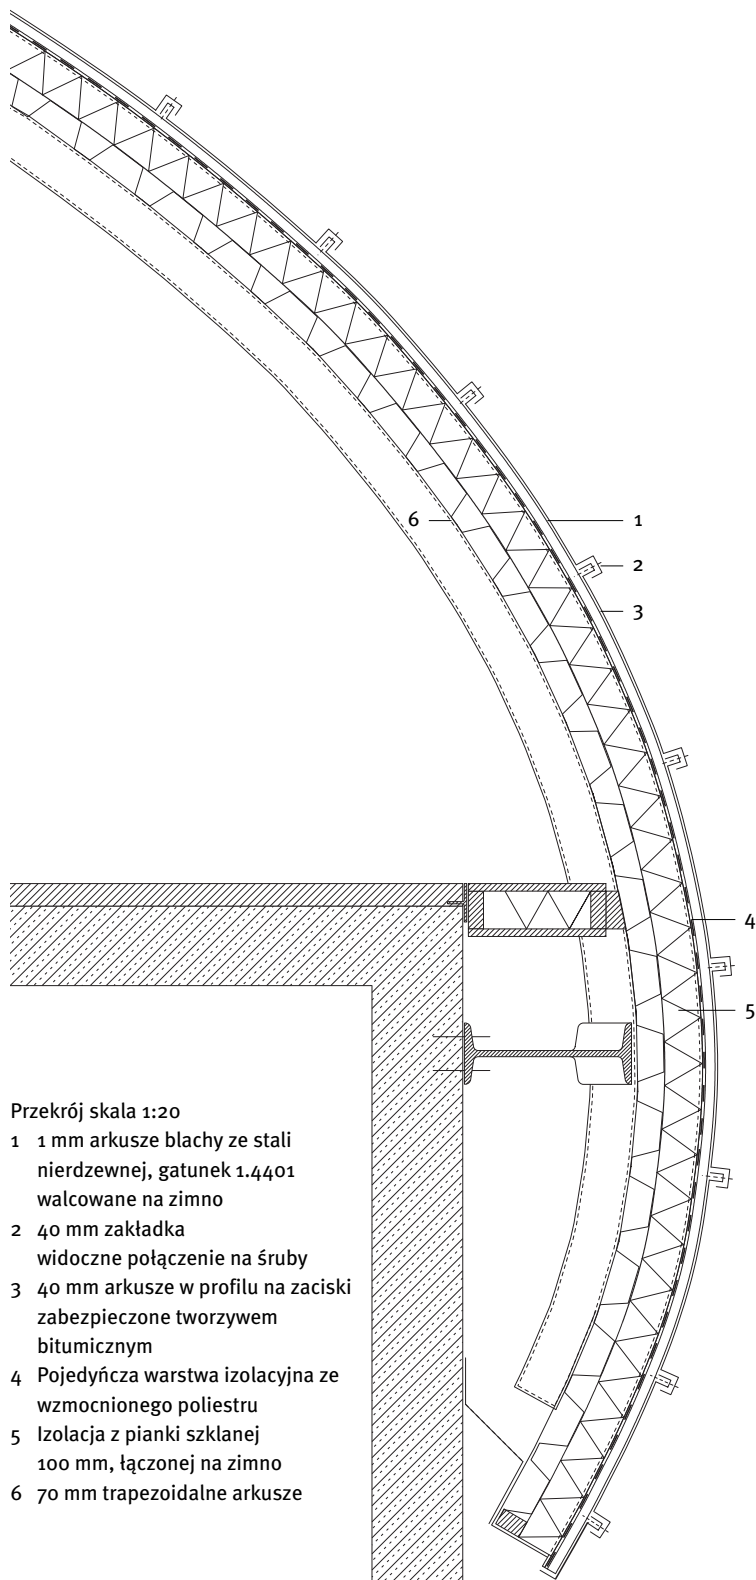 6
1
2
3
4
5
Przekrój skala 1:20
1 1 mm arkusze blachy ze stali
nierdzewnej, gatunek 1.4401
walcowane na zimno
2 40 mm zakładka
widoczne połączenie na śruby
3 40 mm arkusze w profilu na zaciski
zabezpieczone tworzywem
bitumicznym
4 Pojedyńcza warstwa izolacyjna ze
wzmocnionego poliestru
5 Izolacja z pianki szklanej
100 mm, łączonej na zimno
6 70 mm trapezoidalne arkusze